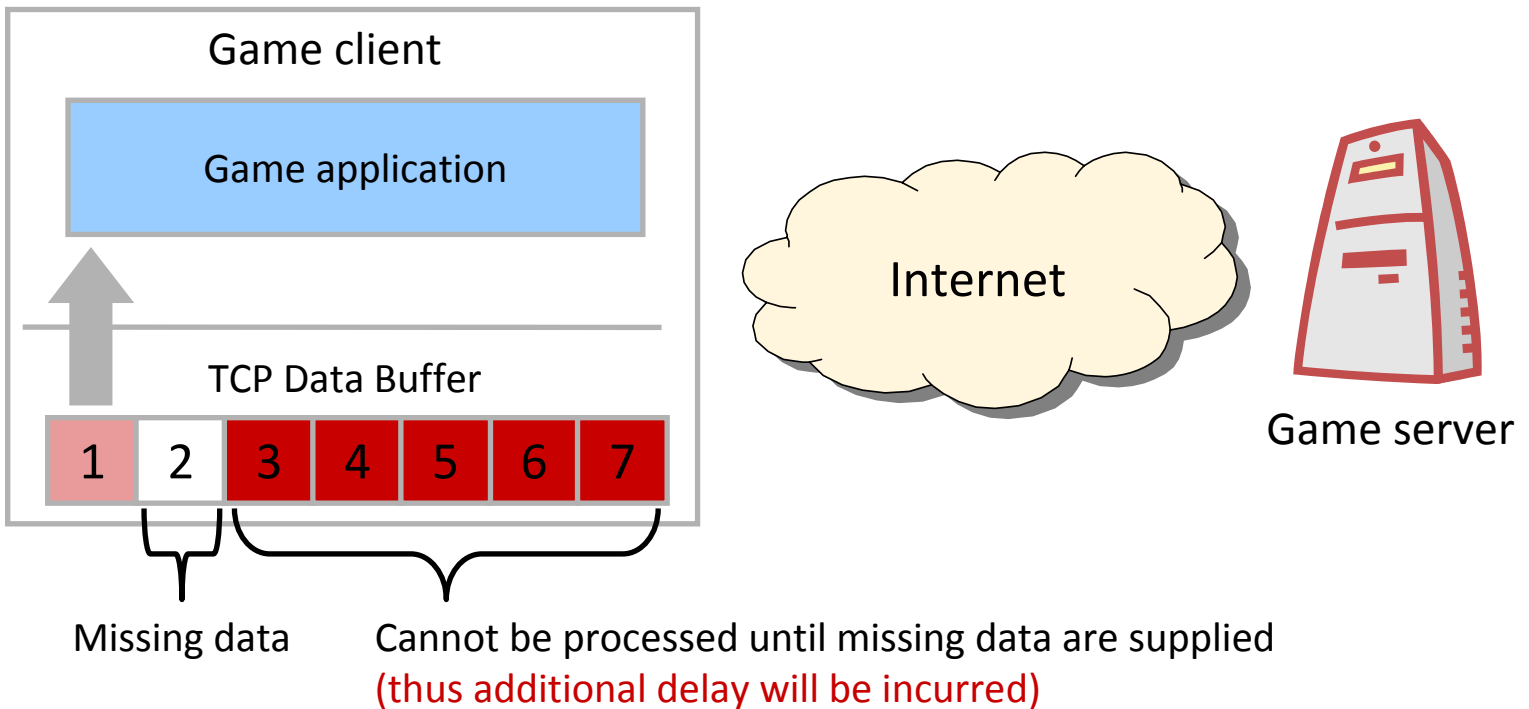 Game client
Game application
Internet
TCP Data Buffer
1 2 3 4 5 6 7
Game server
Missing data
Cannot be processed until missing data are supplied
(thus additional delay will be incurred)